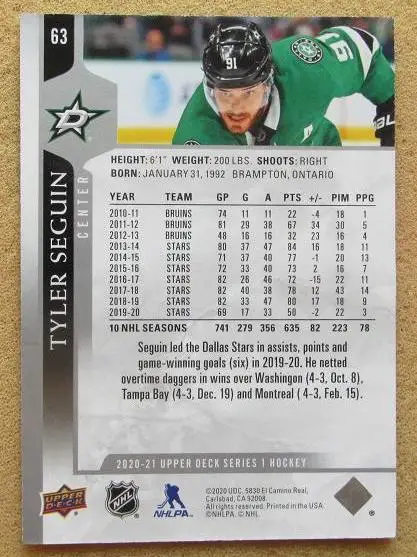 63
91
91
TYLER SEGUIN
CENTER
HEIGHT: 6'1" WEIGHT: 200 LBS. SHOOTS: RIGHT
BORN: JANUARY 31, 1992 BRAMPTON, ONTARIO
YEAR TEAM GP G A PTS +/- PIM PPG
2010-11 BRUINS 74 11 11 22 -4 18 1
2011-12 BRUINS 81 29 38 67 34 30 5
2012-13 BRUINS 48 16 16 32 23 16 4
2013-14 STARS 80 37 47 84 16 18 11
2014-15 STARS 71 37 40 77 -1 20 13
2015-16 STARS 72 33 40 73 2 16 7
2016-17 STARS 82 26 46 72 -15 22 11
2017-18 STARS 82 40 38 78 12 43 14
2018-19 STARS 82 33 47 80 17 18 9
2019-20 STARS 69 17 33 50 -2 22 3
10 NHL SEASONS 741 279 356 635 82 223 78
Seguin led the Dallas Stars in assists, points and
game-winning goals (six) in 2019-20. He netted
overtime daggers in wins over Washingon (4-3, Oct. 8),
Tampa Bay (4-3, Dec. 19) and Montreal ( 4-3, Feb. 15).
2020-21 UPPER DECK SERIES 1 HOCKEY
UPPER DECK
NHL
NHLPA
©2020 UDC. 5830 El Camino Real,
Carlsbad, CA 92008.
All rights reserved. Printed in the USA
©NHLPA. © NHL.